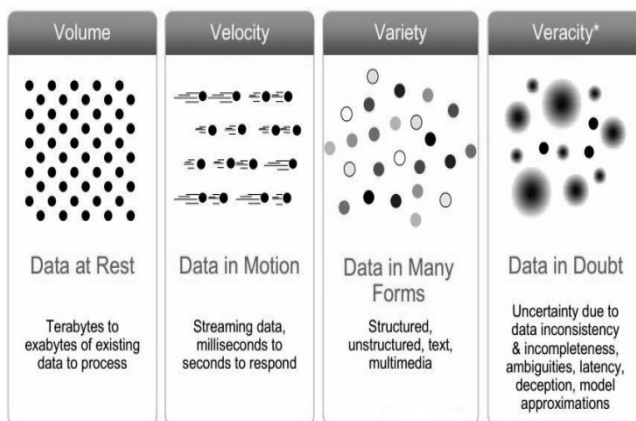 Volume
Data at Rest
Terabytes to
exabytes of existing
data to process
Velocity
Data in Motion
Streaming data,
milliseconds to
seconds to respond
Variety
Data in Many
Forms
Structured,
unstructured, text,
multimedia
Veracity*
Data in Doubt
Uncertainty due to
data inconsistency
& incompleteness,
ambiguities, latency,
deception, model
approximations